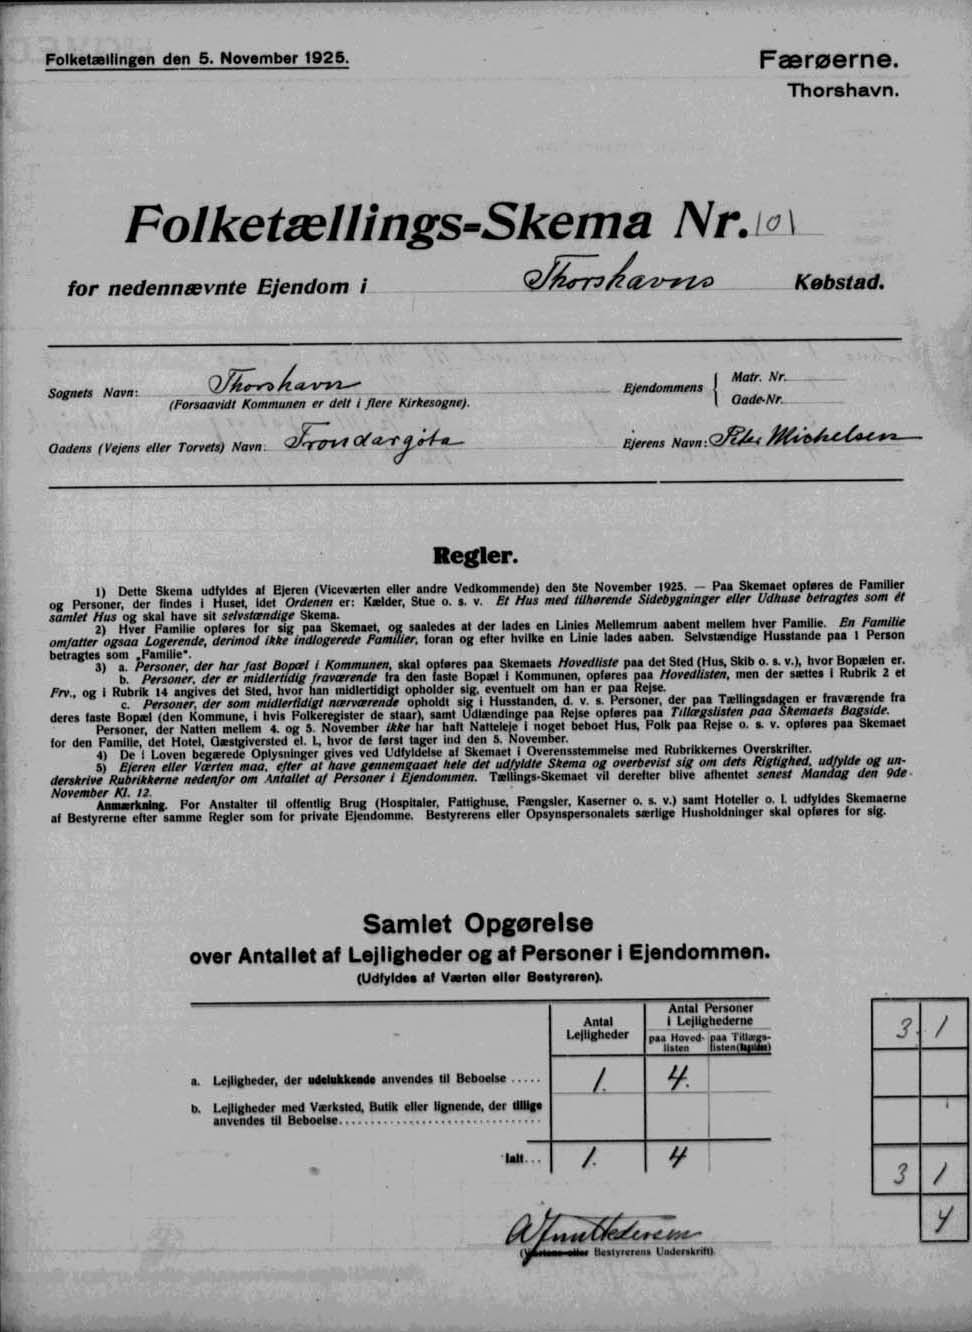 Folketællingen den 5. November 1925.
Færøerne.
Thorshavn.
Folketællings-Skema Nr. 101
for nedennævnte Ejendom i Thorshavns Købstad.
Sognets Navn: Thorshavn
(Forsaavidt Kommunen er delt i flere Kirkesogne).
Ejendommens { Matr. Nr.
Gade-Nr.
Gadens (Vejens eller Torvets) Navn: Trondargøta
Ejerens Navn: Peter Michelsen
Regler.
1) Dette Skema udfyldes af Ejeren (Viceværten eller andre Vedkommende) den 5te November 1925. — Paa Skemaet opføres de Familier
og Personer, der findes i Huset, idet Ordenen er: Kælder, Stue o. s. v. Et Hus med tilhørende Sidebygninger eller Udhuse betragtes som ét
samlet Hus og skal have sit selvstændige Skema.
2) Hver Familie opføres for sig paa Skemaet, og saaledes at der lades en Linies Mellemrum aabent mellem hver Familie. En Familie
omfatter ogsaa Logerende, derimod ikke indlogerede Familier, foran og efter hvilke en Linie lades aaben. Selvstændige Husstande paa 1 Person
betragtes som „Familie".
3) a. Personer, der har fast Bopæl i Kommunen, skal opføres paa Skemaets Hovedliste paa det Sted (Hus, Skib o. s. v.), hvor Bopælen er.
b. Personer, der er midlertidig fraværende fra den faste Bopæl i Kommunen, opføres paa Hovedlisten, men der sættes i Rubrik 2 et
Frv., og i Rubrik 14 angives det Sted, hvor han midlertidigt opholder sig, eventuelt om han er paa Rejse.
c. Personer, der som midlertidigt nærværende opholdt sig i Husstanden, d. v. s. Personer, der paa Tællingsdagen er fraværende fra
deres faste Bopæl (den Kommune, i hvis Folkeregister de staar), samt Udlændinge paa Rejse opføres paa Tillægslisten paa Skemaets Bagside.
Personer, der Natten mellem 4. og 5. November ikke har haft Natteleje i noget beboet Hus, Folk paa Rejse o. s. v. opføres paa Skemaet
for den Familie, det Hotel, Gæstgiversted el. l., hvor de først tager ind den 5. November.
4) De i Loven begærede Oplysninger gives ved Udfyldelse af Skemaet i Overensstemmelse med Rubrikkernes Overskrifter.
5) Ejeren eller Værten maa, efter at have gennemgaaet hele det udfyldte Skema og overbevist sig om dets Rigtighed, udfylde og un-
derskrive Rubrikkerne nedenfor om Antallet af Personer i Ejendommen. Tællings-Skemaet vil derefter blive afhentet senest Mandag den 9de
November Kl. 12.
Anmærkning. For Anstalter til offentlig Brug (Hospitaler, Fattighuse, Fængsler, Kaserner o. s. v.) samt Hoteller o. l. udfyldes Skemaerne
af Bestyrerne efter samme Regler som for private Ejendomme. Bestyrerens eller Opsynspersonalets særlige Husholdninger skal opføres for sig.
Samlet Opgørelse
over Antallet af Lejligheder og af Personer i Ejendommen.
(Udfyldes af Værten eller Bestyreren).
Antal Lejligheder
Antal Personer i Lejlighederne
paa Hoved-listen
paa Tillægs-listen
3. 1
a. Lejligheder, der udelukkende anvendes til Beboelse ..... 1. 4.
b. Lejligheder med Værksted, Butik eller lignende, der tillige
anvendes til Beboelse
Ialt... 1. 4
3 1
4
(Værtens eller Bestyrerens Underskrift)